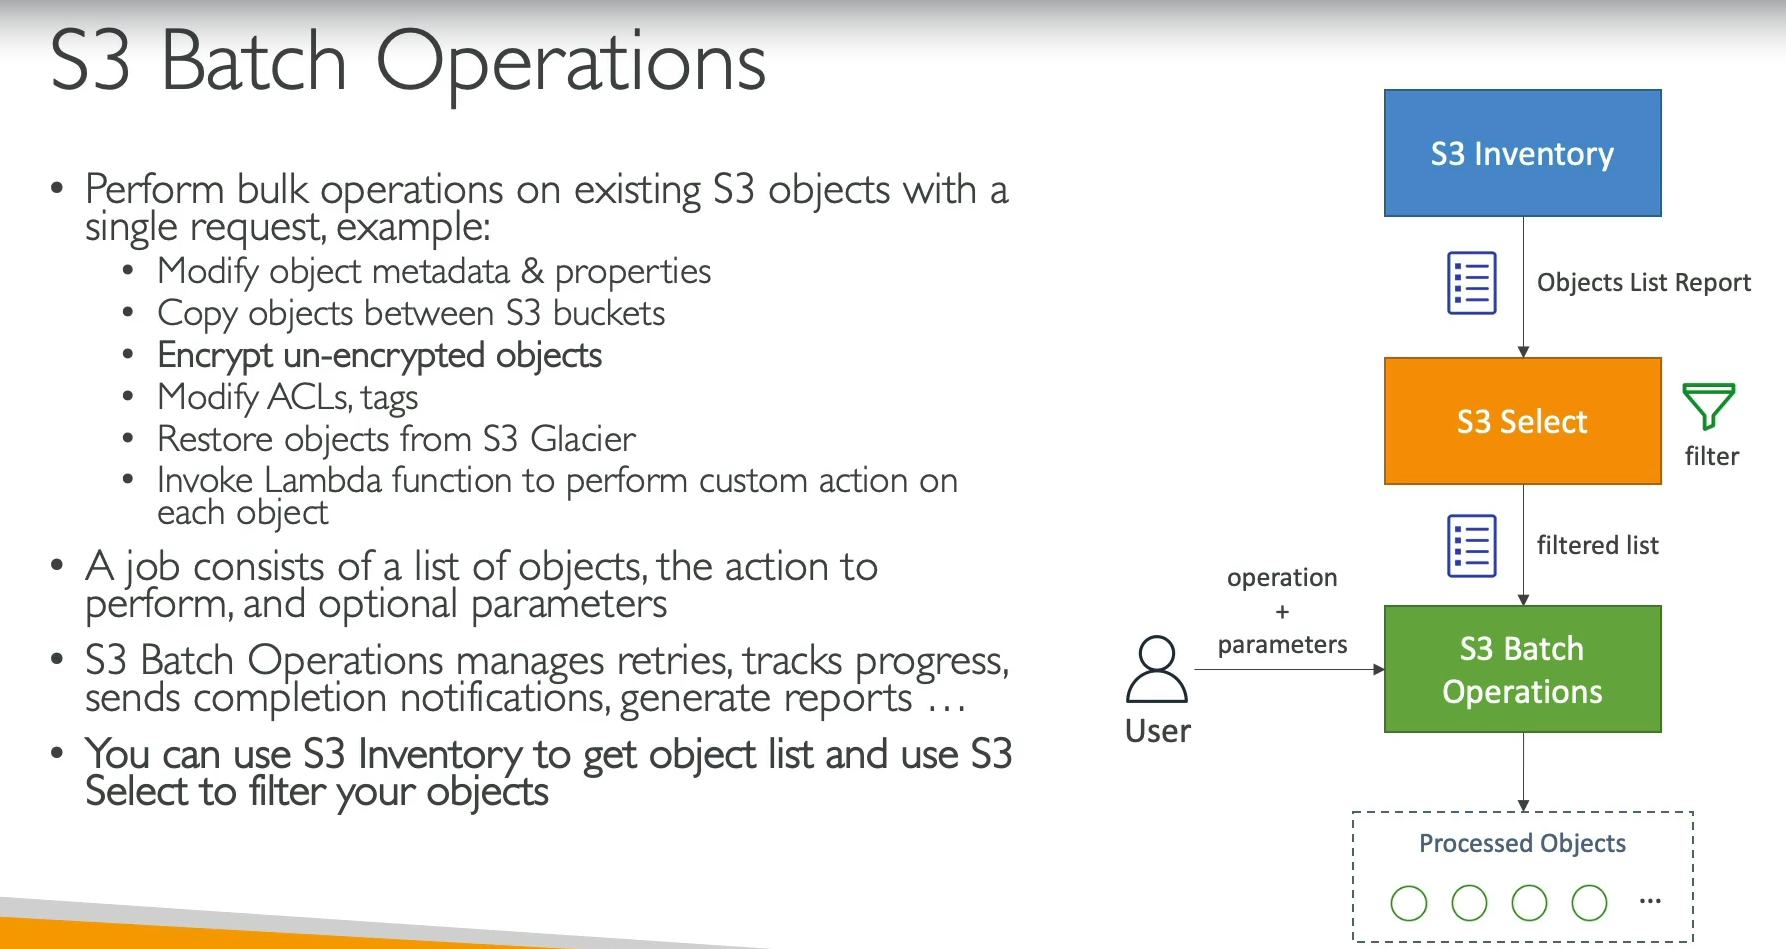 S3 Batch Operations
• Perform bulk operations on existing S3 objects with a
single request, example:
• Modify object metadata & properties
• Copy objects between S3 buckets
• Encrypt un-encrypted objects
• Modify ACLs, tags
• Restore objects from S3 Glacier
• Invoke Lambda function to perform custom action on
each object
• A job consists of a list of objects, the action to
perform, and optional parameters
• S3 Batch Operations manages retries, tracks progress,
sends completion notifications, generate reports …
• You can use S3 Inventory to get object list and use S3
Select to filter your objects
S3 Inventory
Objects List Report
S3 Select
filter
filtered list
operation
+
parameters
User
S3 Batch
Operations
Processed Objects
...